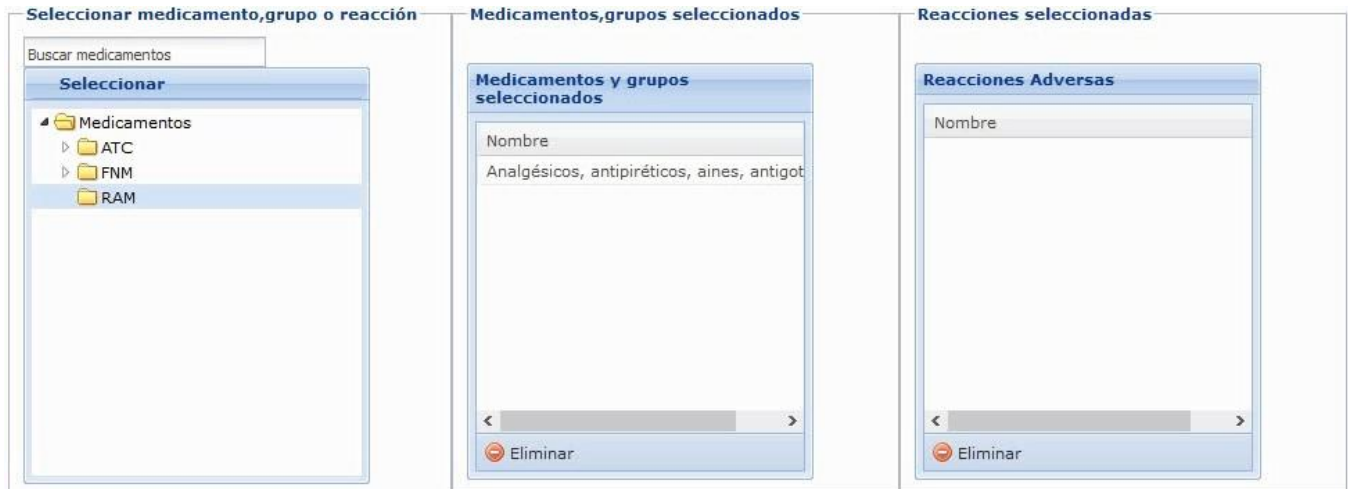 Seleccionar medicamento,grupo o reacción
Buscar medicamentos
Seleccionar
Medicamentos
ATC
FNM
RAM
Medicamentos,grupos seleccionados
Medicamentos y grupos
seleccionados
Nombre
Analgésicos, antipiréticos, aines, antigot
Eliminar
Reacciones seleccionadas
Reacciones Adversas
Nombre
Eliminar